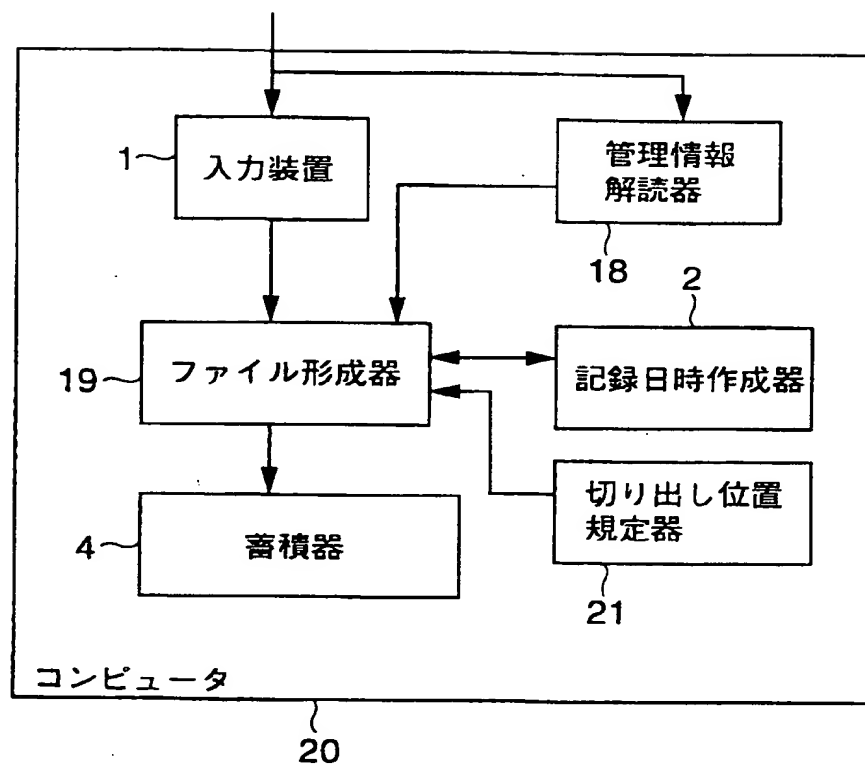 1
入力装置
管理情報
解読器
18
2
19
ファイル形成器
記録日時作成器
4
蓄積器
切り出し位置
規定器
21
コンピュータ
20